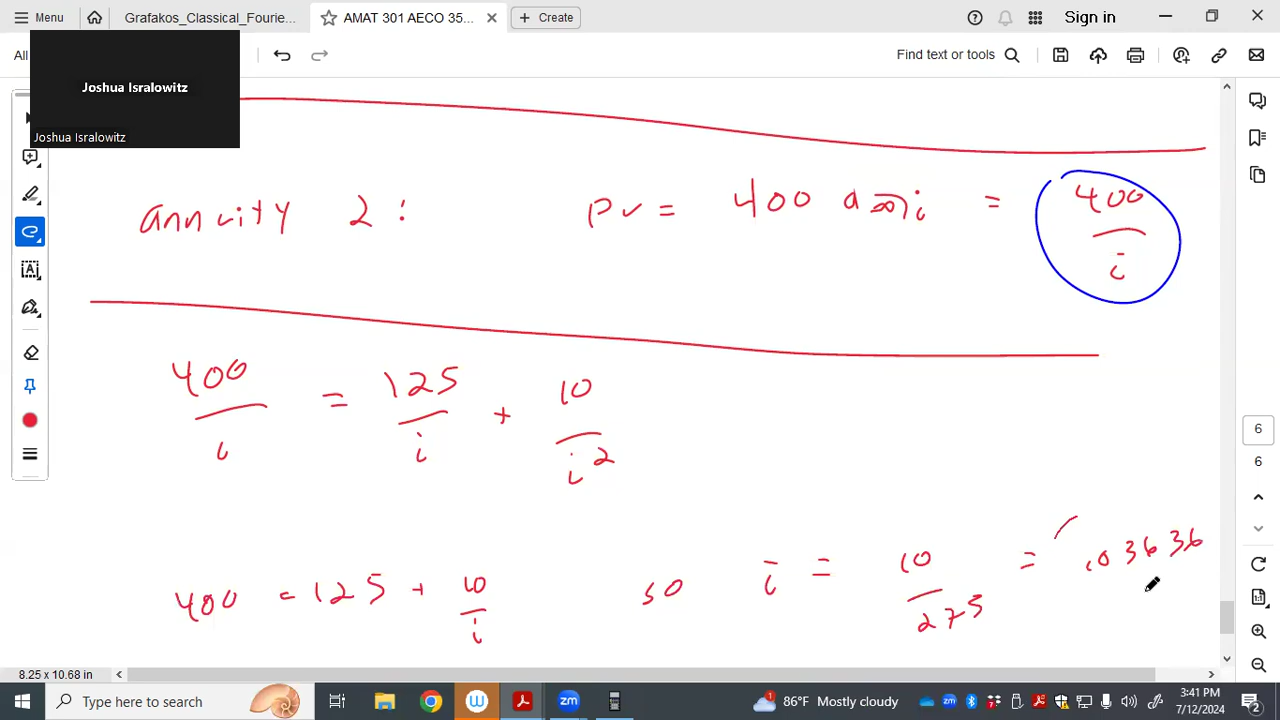 Menu
Grafakos_Classical_Fourie...
AMAT 301 AECO 35...
Create
Sign in
All
Find text or tools
Joshua Isralowitz
Joshua Isralowitz
annuity 2 : PV = 400 a∞i = 400/i
400/i = 125/i + 10/i²
400 = 125 + 10/i so i = 10/275 = .03636
6
6
8.25 x 10.68 in
Type here to search
86°F Mostly cloudy
3:41 PM
7/12/2024
2